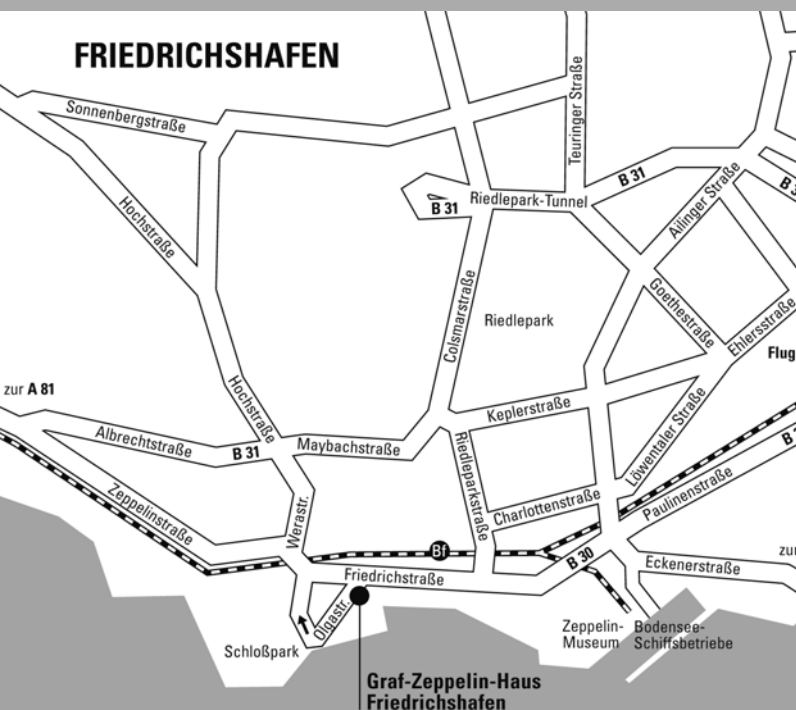 FRIEDRICHSHAFEN
Sonnenbergstraße
Teuringer Straße
B 31
B 3
Riedlepark-Tunnel
B 31
Ailinger Straße
Hochstraße
Colsmarstraße
Riedlepark
Goethestraße
Ehlersstraße
Flug
zur A 81
Hochstraße
Keplerstraße
Albrechtstraße
B 31
Maybachstraße
Riedleparkstraße
Löwentaler Straße
B
Zeppelinstraße
Werastr.
Charlottenstraße
Paulinenstraße
Bf
B 30
zur
Friedrichstraße
Eckenerstraße
Olgastr.
Schloßpark
Zeppelin-
Museum
Bodensee-
Schiffsbetriebe
Graf-Zeppelin-Haus
Friedrichshafen